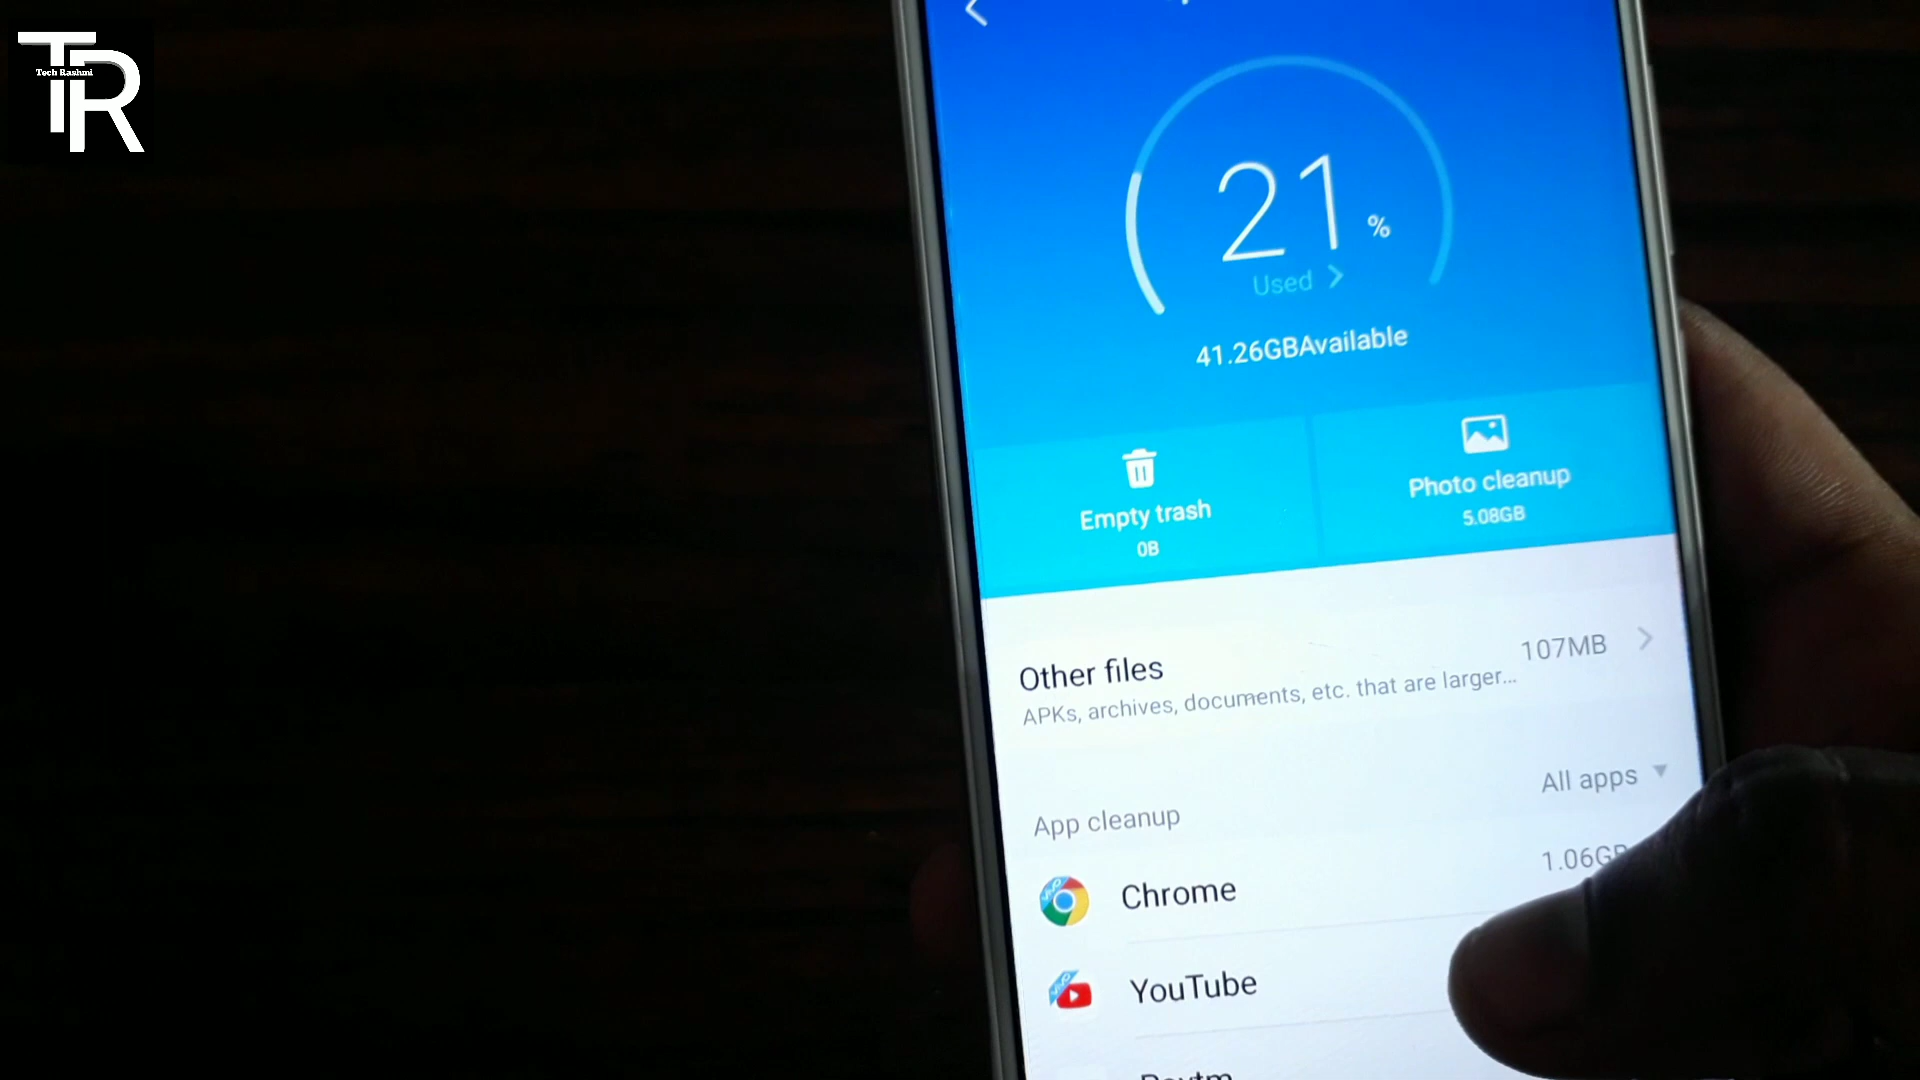 TR
Tech Rashmi
21 %
Used
41.26GBAvailable
Empty trash
0B
Photo cleanup
5.08GB
Other files
107MB
APKs, archives, documents, etc. that are larger...
All apps
App cleanup
Chrome
YouTube